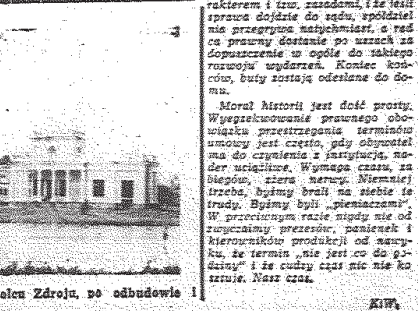 rakterem i tzw. zasadami, i że jeśli
sprawa dojdzie do sądu, spółdziel
nia przegrywa natychmiast, a rad
ca prawny dostanie po uszach za
dopuszczenie w ogóle do takiego
rozwoju wydarzeń. Koniec koń-
ców, buty zostają odesłane do do-
mu.
Morał historii jest dość prosty.
Wyegzekwowanie prawnego obo-
wiązku przestrzegania terminów
umowy jest często, gdy obywatel
ma do czynienia z instytucją, na-
der uciążliwe. Wymaga czasu, za
biegów, zżera nerwy. Niemniej
trzeba, byśmy brali na siebie te
trudy. Byśmy byli „pieniaczami".
W przeciwnym razie nigdy nie od
zwyczaimy prezesów, panienek i
kierowników produkcji od nawy-
ku, że termin „nie jest co do go-
dziny" i że cudzy czas nic nie ko
sztuje. Nasz czas.
KIW.
olcu Zdroju, po odbudowie i